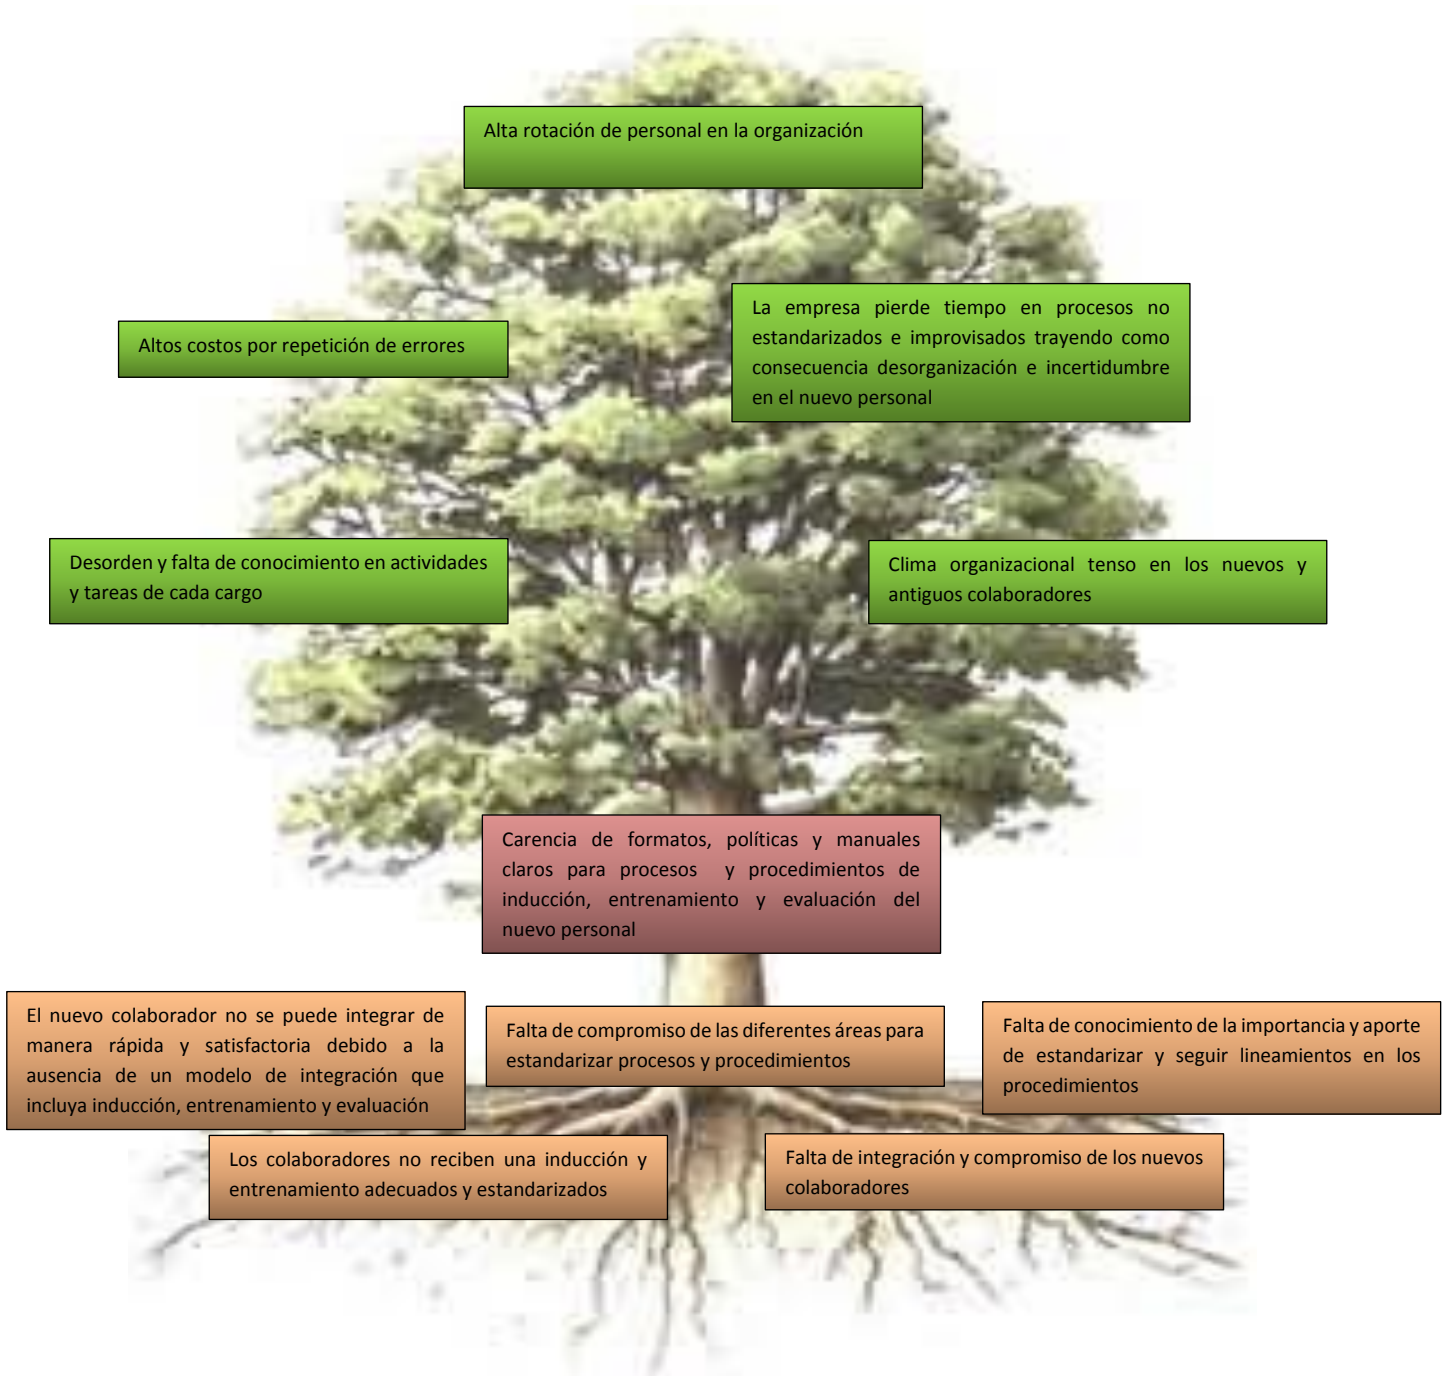 Alta rotación de personal en la organización
Altos costos por repetición de errores
La empresa pierde tiempo en procesos no
estandarizados e improvisados trayendo como
consecuencia desorganización e incertidumbre
en el nuevo personal
Desorden y falta de conocimiento en actividades
y tareas de cada cargo
Clima organizacional tenso en los nuevos y
antiguos colaboradores
Carencia de formatos, políticas y manuales
claros para procesos y procedimientos de
inducción, entrenamiento y evaluación del
nuevo personal
El nuevo colaborador no se puede integrar de
manera rápida y satisfactoria debido a la
ausencia de un modelo de integración que
incluya inducción, entrenamiento y evaluación
Falta de compromiso de las diferentes áreas para
estandarizar procesos y procedimientos
Falta de conocimiento de la importancia y aporte
de estandarizar y seguir lineamientos en los
procedimientos
Los colaboradores no reciben una inducción y
entrenamiento adecuados y estandarizados
Falta de integración y compromiso de los nuevos
colaboradores